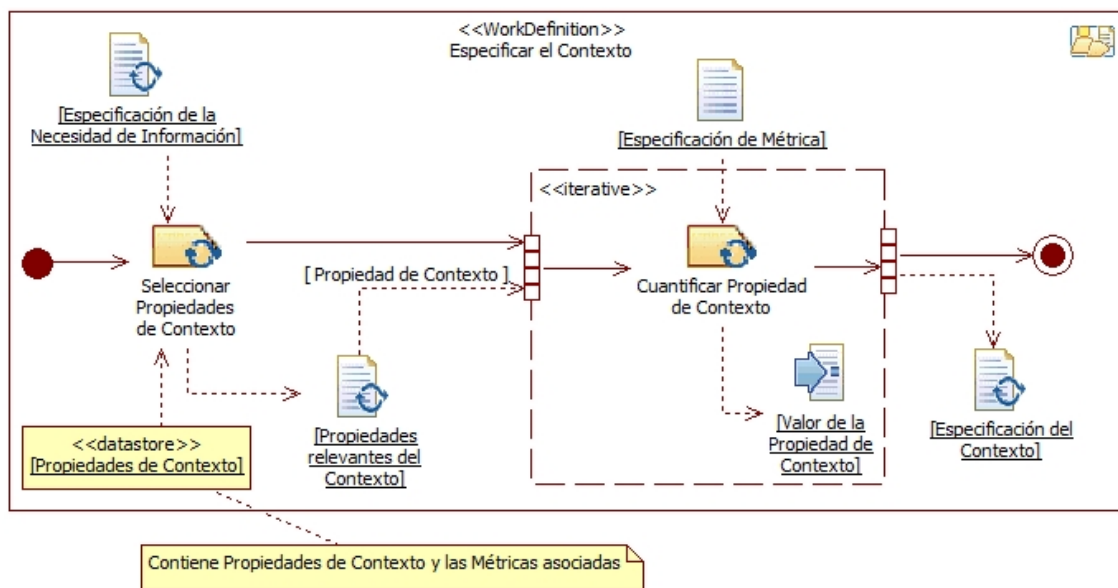 <<WorkDefinition>>
Especificar el Contexto
[Especificación de la
Necesidad de Información]
[Especificación de Métrica]
<<iterative>>
Seleccionar
Propiedades
de Contexto
[ Propiedad de Contexto ]
Cuantificar Propiedad
de Contexto
<<datastore>>
[Propiedades de Contexto]
[Propiedades
relevantes del
Contexto]
[Valor de la
Propiedad de
Contexto]
[Especificación del
Contexto]
Contiene Propiedades de Contexto y las Métricas asociadas